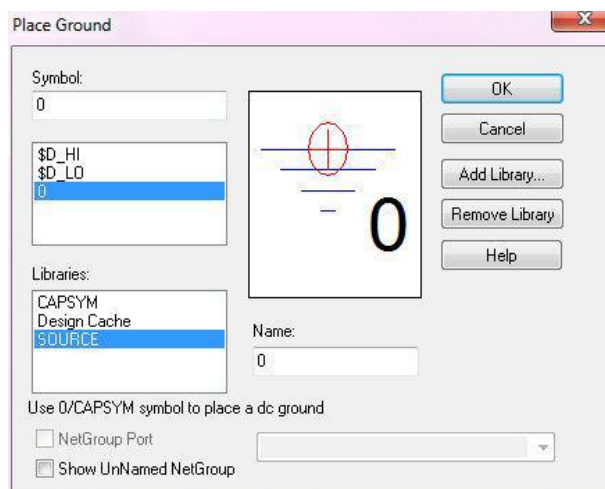 Place Ground
X
Symbol:
0
$D_HI
$D_LO
0
0
OK
Cancel
Add Library...
Remove Library
Help
Libraries:
CAPSYM
Design Cache
SOURCE
Name:
0
Use 0/CAPSYM symbol to place a dc ground
NetGroup Port
Show UnNamed NetGroup